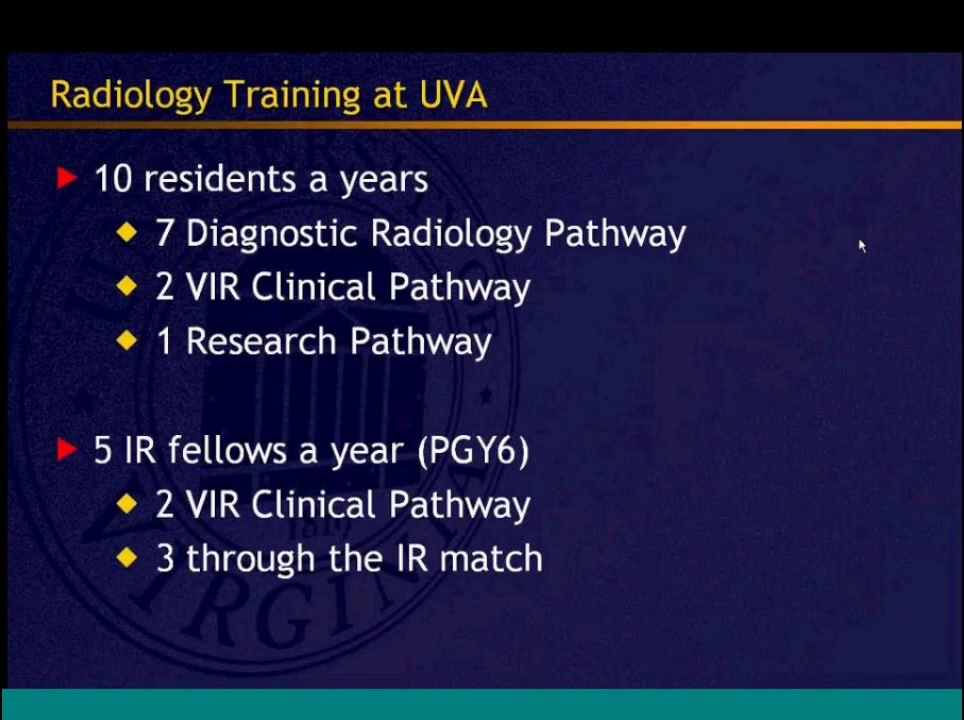 Radiology Training at UVA
10 residents a years
7 Diagnostic Radiology Pathway
2 VIR Clinical Pathway
1 Research Pathway
5 IR fellows a year (PGY6)
2 VIR Clinical Pathway
3 through the IR match